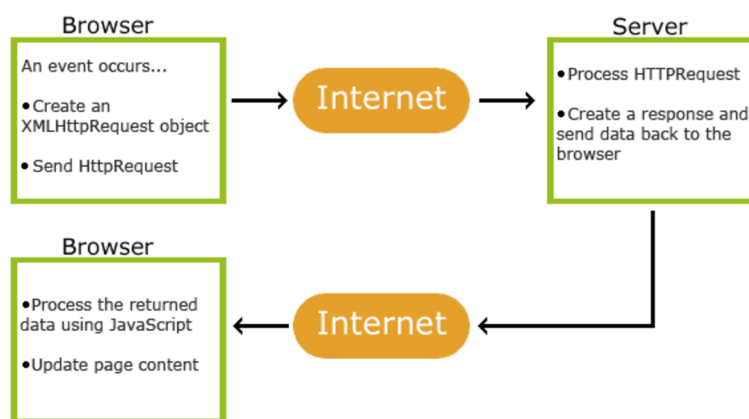 Browser
An event occurs...
•Create an
XMLHttpRequest object
• Send HttpRequest
Internet
Server
•Process HTTPRequest
•Create a response and
send data back to the
browser
Browser
•Process the returned
data using JavaScript
•Update page content
Internet